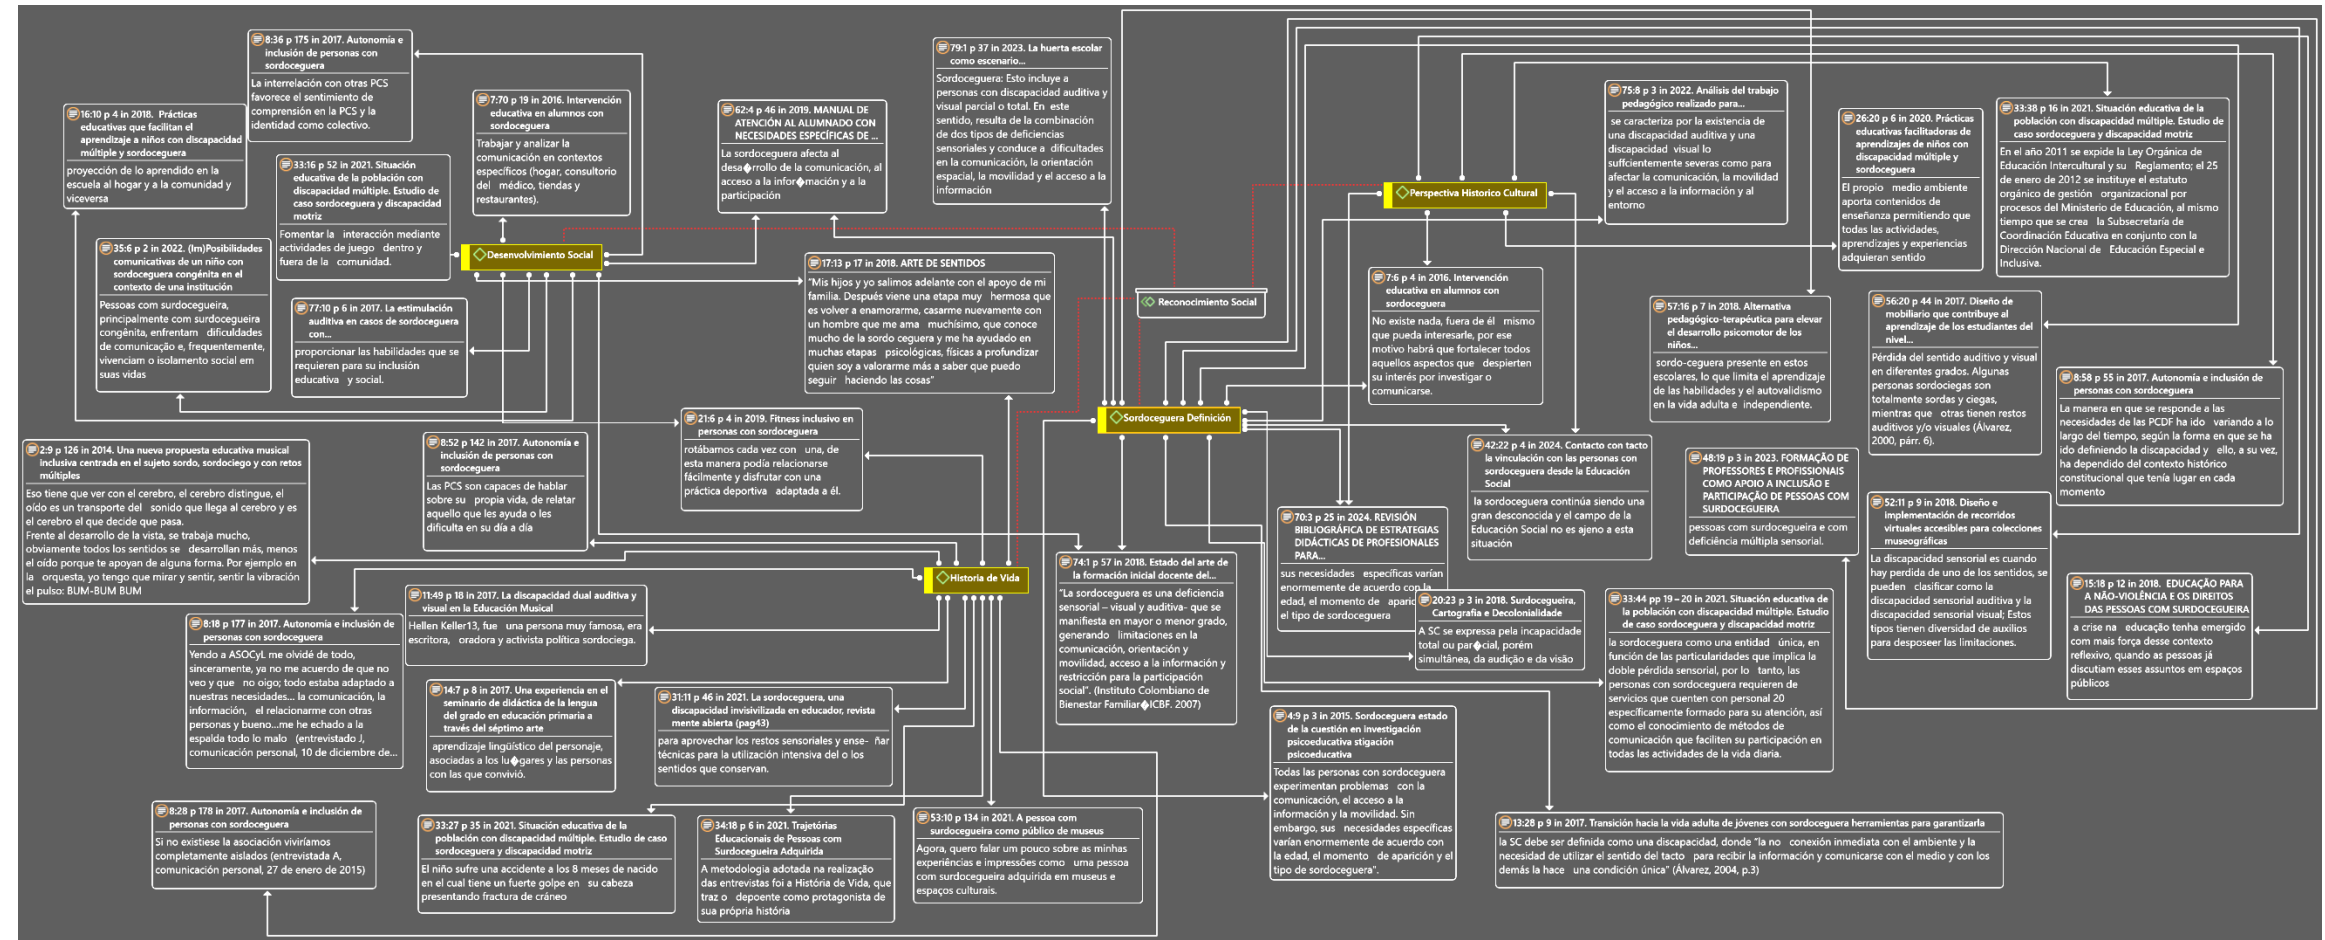 8:36 p 175 in 2017. Autonomía e
inclusión de personas con
sordoceguera
La interrelación con otras PCS
favorece el sentimiento de
comprensión en la PCS y la
identidad como colectivo.
16:10 p 4 in 2018. Prácticas
educativas que facilitan el
aprendizaje a niños con discapacidad
múltiple y sordoceguera
proyección de lo aprendido en la
escuela al hogar y a la comunidad y
viceversa
33:16 p 52 in 2021. Situación
educativa de la población con
discapacidad múltiple. Estudio de
caso sordoceguera y discapacidad
motriz
Fomentar la interacción mediante
actividades de juego dentro y
fuera de la comunidad.
7:70 p 19 in 2016. Intervención
educativa en alumnos con
sordoceguera
Trabajar y analizar la
comunicación en contextos
específicos (hogar, consultorio
del médico, tiendas y
restaurantes).
62:4 p 46 in 2019. MANUAL DE
ATENCIÓN AL ALUMNADO CON
NECESIDADES ESPECÍFICAS DE ...
La sordoceguera afecta al
desa�rrollo de la comunicación, al
acceso a la infor�mación y a la
participación
79:1 p 37 in 2023. La huerta escolar
como escenario...
Sordoceguera: Esto incluye a
personas con discapacidad auditiva y
visual parcial o total. En este
sentido, resulta de la combinación
de dos tipos de deficiencias
sensoriales y conduce a dificultades
en la comunicación, la orientación
espacial, la movilidad y el acceso a la
información
75:8 p 3 in 2022. Análisis del trabajo
pedagógico realizado para...
se caracteriza por la existencia de
una discapacidad auditiva y una
discapacidad visual lo
suffcientemente severas como para
afectar la comunicación, la movilidad
y el acceso a la información y al
entorno
26:20 p 6 in 2020. Prácticas
educativas facilitadoras de
aprendizajes de niños con
discapacidad múltiple y
sordoceguera
El propio medio ambiente
aporta contenidos de
enseñanza permitiendo que
todas las actividades,
aprendizajes y experiencias
adquieran sentido
33:38 p 16 in 2021. Situación educativa de la
población con discapacidad múltiple. Estudio de
caso sordoceguera y discapacidad motriz
En el año 2011 se expide la Ley Orgánica de
Educación Intercultural y su Reglamento; el 25
de enero de 2012 se instituye el estatuto
orgánico de gestión organizacional por
procesos del Ministerio de Educación, al mismo
tiempo que se crea la Subsecretaría de
Coordinación Educativa en conjunto con la
Dirección Nacional de Educación Especial e
Inclusiva.
Perspectiva Historico Cultural
Desenvolvimiento Social
35:6 p 2 in 2022. (Im)Posibilidades
comunicativas de un niño con
sordoceguera congénita en el
contexto de una institución
Pessoas com surdocegueira,
principalmente com surdocegueira
congênita, enfrentam dificuldades
de comunicação e, frequentemente,
vivenciam o isolamento social em
suas vidas
77:10 p 6 in 2017. La estimulación
auditiva en casos de sordoceguera
con...
proporcionar las habilidades que se
requieren para su inclusión
educativa y social.
17:13 p 17 in 2018. ARTE DE SENTIDOS
“Mis hijos y yo salimos adelante con el apoyo de mi
familia. Después viene una etapa muy hermosa que
es volver a enamorarme, casarme nuevamente con
un hombre que me ama muchísimo, que conoce
mucho de la sordo ceguera y me ha ayudado en
muchas etapas psicológicas, físicas a profundizar
quien soy a valorarme más a saber que puedo
seguir haciendo las cosas”
Reconocimiento Social
7:6 p 4 in 2016. Intervención
educativa en alumnos con
sordoceguera
No existe nada, fuera de él mismo
que pueda interesarle, por ese
motivo habrá que fortalecer todos
aquellos aspectos que despierten
su interés por investigar o
comunicarse.
57:16 p 7 in 2018. Alternativa
pedagógico-terapéutica para elevar
el desarrollo psicomotor de los
niños...
sordo-ceguera presente en estos
escolares, lo que limita el aprendizaje
de las habilidades y el autovalidismo
en la vida adulta e independiente.
56:20 p 44 in 2017. Diseño de
mobiliario que contribuye al
aprendizaje de los estudiantes del
nivel...
Pérdida del sentido auditivo y visual
en diferentes grados. Algunas
personas sordociegas son
totalmente sordas y ciegas,
mientras que otras tienen restos
auditivos y/o visuales (Álvarez,
2000, párr. 6).
8:58 p 55 in 2017. Autonomía e inclusión de
personas con sordoceguera
La manera en que se responde a las
necesidades de las PCDF ha ido variando a lo
largo del tiempo, según la forma en que se ha
ido definiendo la discapacidad y ello, a su vez,
ha dependido del contexto histórico
constitucional que tenía lugar en cada
momento
Sordoceguera Definición
21:6 p 4 in 2019. Fitness inclusivo en
personas con sordoceguera
rotábamos cada vez con una, de
esta manera podía relacionarse
fácilmente y disfrutar con una
práctica deportiva adaptada a él.
8:52 p 142 in 2017. Autonomía e
inclusión de personas con
sordoceguera
Las PCS son capaces de hablar
sobre su propia vida, de relatar
aquello que les ayuda o les
dificulta en su día a día
2:9 p 126 in 2014. Una nueva propuesta educativa musical
inclusiva centrada en el sujeto sordo, sordociego y con retos
múltiples
Eso tiene que ver con el cerebro, el cerebro distingue, el
oído es un transporte del sonido que llega al cerebro y es
el cerebro el que decide que pasa.
Frente al desarrollo de la vista, se trabaja mucho,
obviamente todos los sentidos se desarrollan más, menos
el oído porque te apoyan de alguna forma. Por ejemplo en
la orquesta, yo tengo que mirar y sentir, sentir la vibración
el pulso: BUM-BUM BUM
42:22 p 4 in 2024. Contacto con tacto
la vinculación con las personas con
sordoceguera desde la Educación
Social
la sordoceguera continúa siendo una
gran desconocida y el campo de la
Educación Social no es ajeno a esta
situación
48:19 p 3 in 2023. FORMAÇÃO DE
PROFESSORES E PROFISSIONAIS
COMO APOIO A INCLUSÃO E
PARTICIPAÇÃO DE PESSOAS COM
SURDOCEGUEIRA
pessoas com surdocegueira e com
deficiência múltipla sensorial.
52:11 p 9 in 2018. Diseño e
implementación de recorridos
virtuales accesibles para colecciones
museográficas
La discapacidad sensorial es cuando
hay perdida de uno de los sentidos, se
pueden clasificar como la
discapacidad sensorial auditiva y la
discapacidad sensorial visual; Estos
tipos tienen diversidad de auxilios
para desposeer las limitaciones.
70:3 p 25 in 2024. REVISIÓN
BIBLIOGRÁFICA DE ESTRATEGIAS
DIDÁCTICAS DE PROFESIONALES
PARA...
sus necesidades específicas varían
enormemente de acuerdo con la
edad, el momento de aparic
el tipo de sordoceguera
20:23 p 3 in 2018. Surdocegueira,
Cartografia e Decolonialidade
A SC se expressa pela incapacidade
total ou par�cial, porém
simultânea, da audição e da visão
74:1 p 57 in 2018. Estado del arte de
la formación inicial docente del...
“La sordoceguera es una deficiencia
sensorial – visual y auditiva- que se
manifiesta en mayor o menor grado,
generando limitaciones en la
comunicación, orientación y
movilidad, acceso a la información y
restricción para la participación
social”. (Instituto Colombiano de
Bienestar Familiar�ICBF. 2007)
Historia de Vida
11:49 p 18 in 2017. La discapacidad dual auditiva y
visual en la Educación Musical
Hellen Keller13, fue una persona muy famosa, era
escritora, oradora y activista política sordociega.
8:18 p 177 in 2017. Autonomía e inclusión de
personas con sordoceguera
Yendo a ASOCyL me olvidé de todo,
sinceramente, ya no me acuerdo de que no
veo y que no oigo; todo estaba adaptado a
nuestras necesidades... la comunicación, la
información, el relacionarme con otras
personas y bueno...me he echado a la
espalda todo lo malo (entrevistado J,
comunicación personal, 10 de diciembre de...
33:44 pp 19 – 20 in 2021. Situación educativa de
la población con discapacidad múltiple. Estudio
de caso sordoceguera y discapacidad motriz
la sordoceguera como una entidad única, en
función de las particularidades que implica la
doble pérdida sensorial, por lo tanto, las
personas con sordoceguera requieren de
servicios que cuenten con personal 20
específicamente formado para su atención, así
como el conocimiento de métodos de
comunicación que faciliten su participación en
todas las actividades de la vida diaria.
15:18 p 12 in 2018. EDUCAÇÃO PARA
A NÃO-VIOLÊNCIA E OS DIREITOS
DAS PESSOAS COM SURDOCEGUEIRA
a crise na educação tenha emergido
com mais força desse contexto
reflexivo, quando as pessoas já
discutiam esses assuntos em espaços
públicos
14:7 p 8 in 2017. Una experiencia en el
seminario de didáctica de la lengua
del grado en educación primaria a
través del séptimo arte
aprendizaje lingüístico del personaje,
asociadas a los lu�gares y las personas
con las que convivió.
31:11 p 46 in 2021. La sordoceguera, una
discapacidad invisivilizada en educador, revista
mente abierta (pag43)
para aprovechar los restos sensoriales y ense- ñar
técnicas para la utilización intensiva del o los
sentidos que conservan.
4:9 p 3 in 2015. Sordoceguera estado
de la cuestión en investigación
psicoeducativa stigación
psicoeducativa
Todas las personas con sordoceguera
experimentan problemas con la
comunicación, el acceso a la
información y la movilidad. Sin
embargo, sus necesidades específicas
varían enormemente de acuerdo con
la edad, el momento de aparición y el
tipo de sordoceguera”.
8:28 p 178 in 2017. Autonomía e inclusión de
personas con sordoceguera
Si no existiese la asociación viviríamos
completamente aislados (entrevistada A,
comunicación personal, 27 de enero de 2015)
33:27 p 35 in 2021. Situación educativa de la
población con discapacidad múltiple. Estudio de caso
sordoceguera y discapacidad motriz
El niño sufre una accidente a los 8 meses de nacido
en el cual tiene un fuerte golpe en su cabeza
presentando fractura de cráneo
34:18 p 6 in 2021. Trajetórias
Educacionais de Pessoas com
Surdocegueira Adquirida
A metodologia adotada na realização
das entrevistas foi a História de Vida, que
traz o depoente como protagonista de
sua própria história
53:10 p 134 in 2021. A pessoa com
surdocegueira como público de museus
Agora, quero falar um pouco sobre as minhas
experiências e impressões como uma pessoa
com surdocegueira adquirida em museus e
espaços culturais.
13:28 p 9 in 2017. Transición hacia la vida adulta de jóvenes con sordoceguera herramientas para garantizarla
la SC debe ser definida como una discapacidad, donde “la no conexión inmediata con el ambiente y la
necesidad de utilizar el sentido del tacto para recibir la información y comunicarse con el medio y con los
demás la hace una condición única” (Álvarez, 2004, p.3)